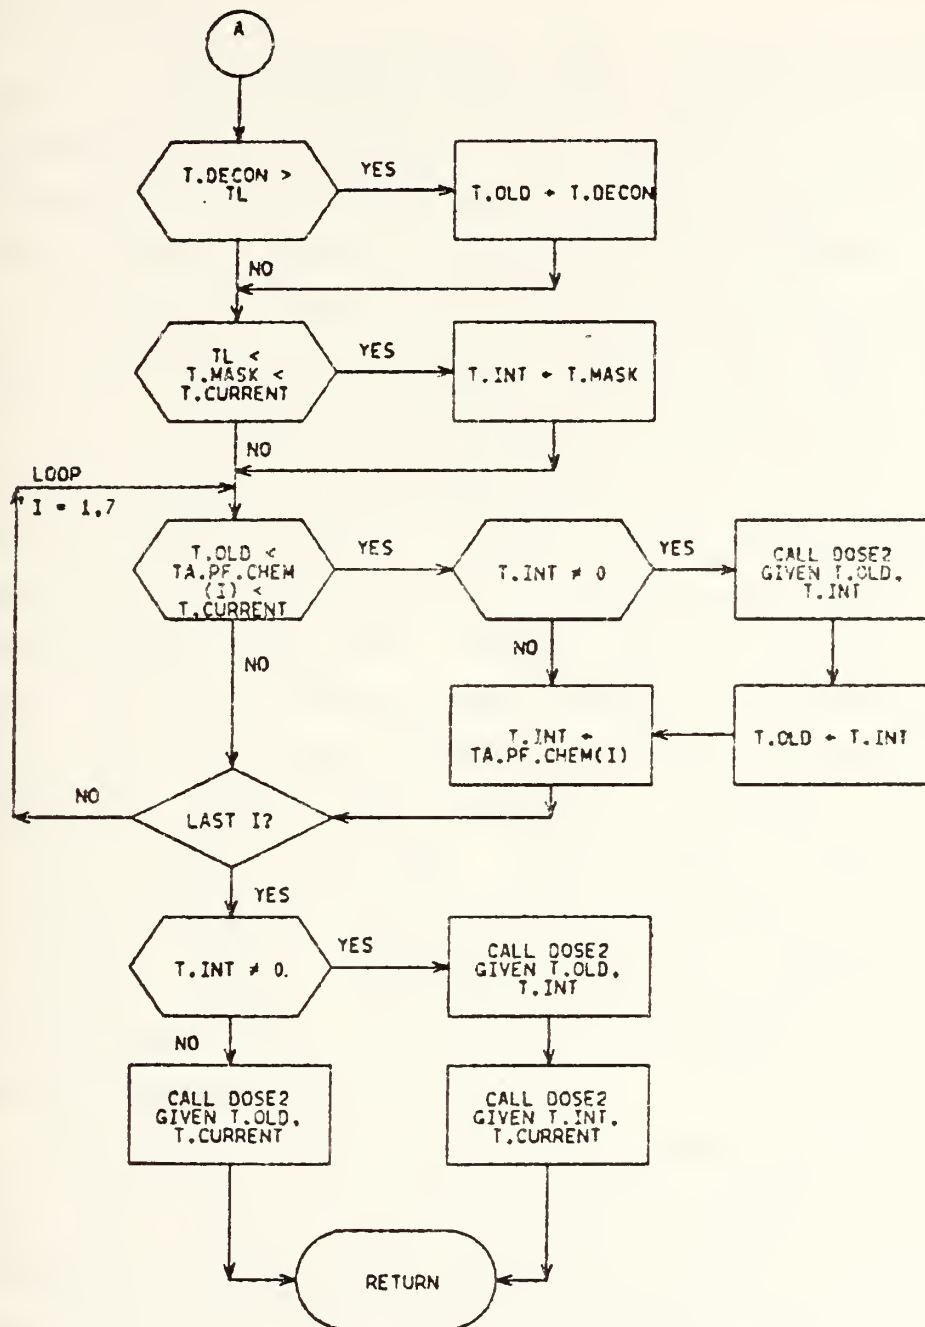 A
T.DECON >
TL
YES
T.OLD ← T.DECON
NO
TL <
T.MASK <
T.CURRENT
YES
T.INT ← T.MASK
NO
LOOP
I = 1,7
T.OLD <
TA.PF.CHEM
(I) <
T.CURRENT
YES
T.INT ≠ 0
YES
CALL DOSE2
GIVEN T.OLD,
T.INT
NO
NO
T.INT ←
TA.PF.CHEM(I)
T.OLD ← T.INT
NO
LAST I?
YES
T.INT ≠ 0.
YES
CALL DOSE2
GIVEN T.OLD,
T.INT
NO
CALL DOSE2
GIVEN T.OLD,
T.CURRENT
CALL DOSE2
GIVEN T.INT,
T.CURRENT
RETURN